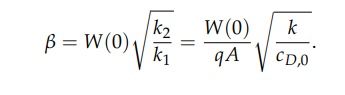 β = W(0)√(k₂/k₁) = W(0)/(qA) √(k/c_{D,0}).